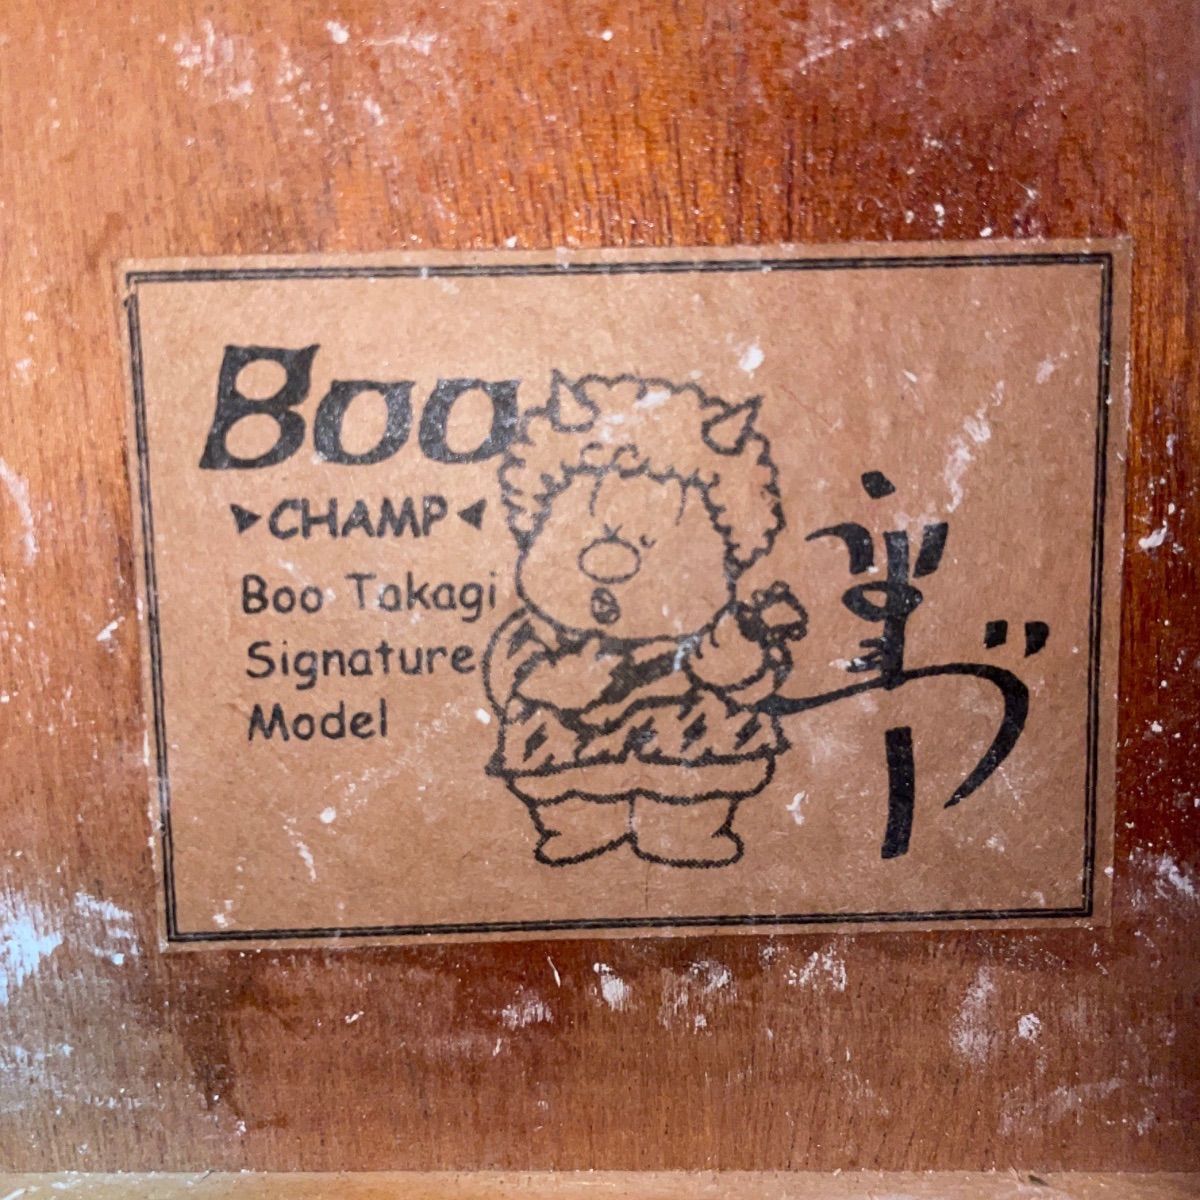 Boo
▶CHAMP◀
Boo Takagi
Signature
Model
ブー